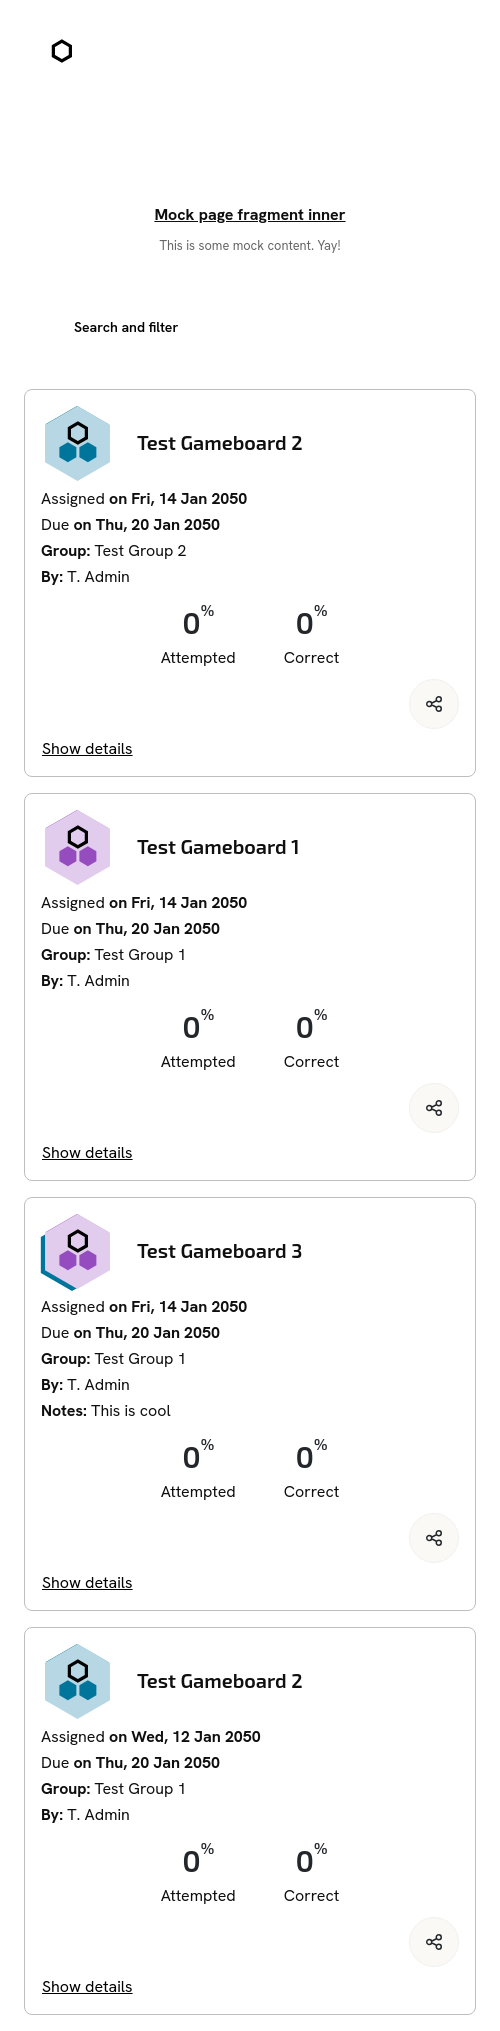 Mock page fragment inner
This is some mock content. Yay!
Search and filter
Test Gameboard 2
Assigned on Fri, 14 Jan 2050
Due on Thu, 20 Jan 2050
Group: Test Group 2
By: T. Admin
0% 0%
Attempted Correct
Show details
Test Gameboard 1
Assigned on Fri, 14 Jan 2050
Due on Thu, 20 Jan 2050
Group: Test Group 1
By: T. Admin
0% 0%
Attempted Correct
Show details
Test Gameboard 3
Assigned on Fri, 14 Jan 2050
Due on Thu, 20 Jan 2050
Group: Test Group 1
By: T. Admin
Notes: This is cool
0% 0%
Attempted Correct
Show details
Test Gameboard 2
Assigned on Wed, 12 Jan 2050
Due on Thu, 20 Jan 2050
Group: Test Group 1
By: T. Admin
0% 0%
Attempted Correct
Show details